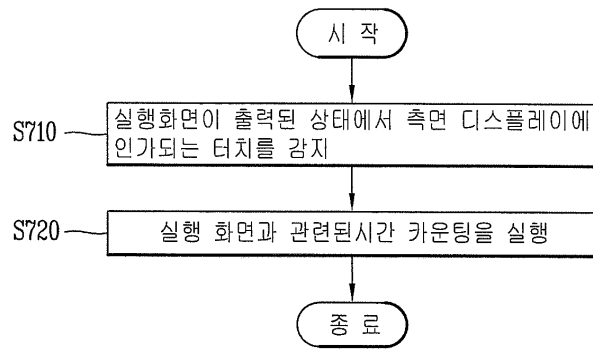 시 작
S710
실행화면이 출력된 상태에서 측면 디스플레이에
인가되는 터치를 감지
S720
실행 화면과 관련된시간 카운팅을 실행
종 료